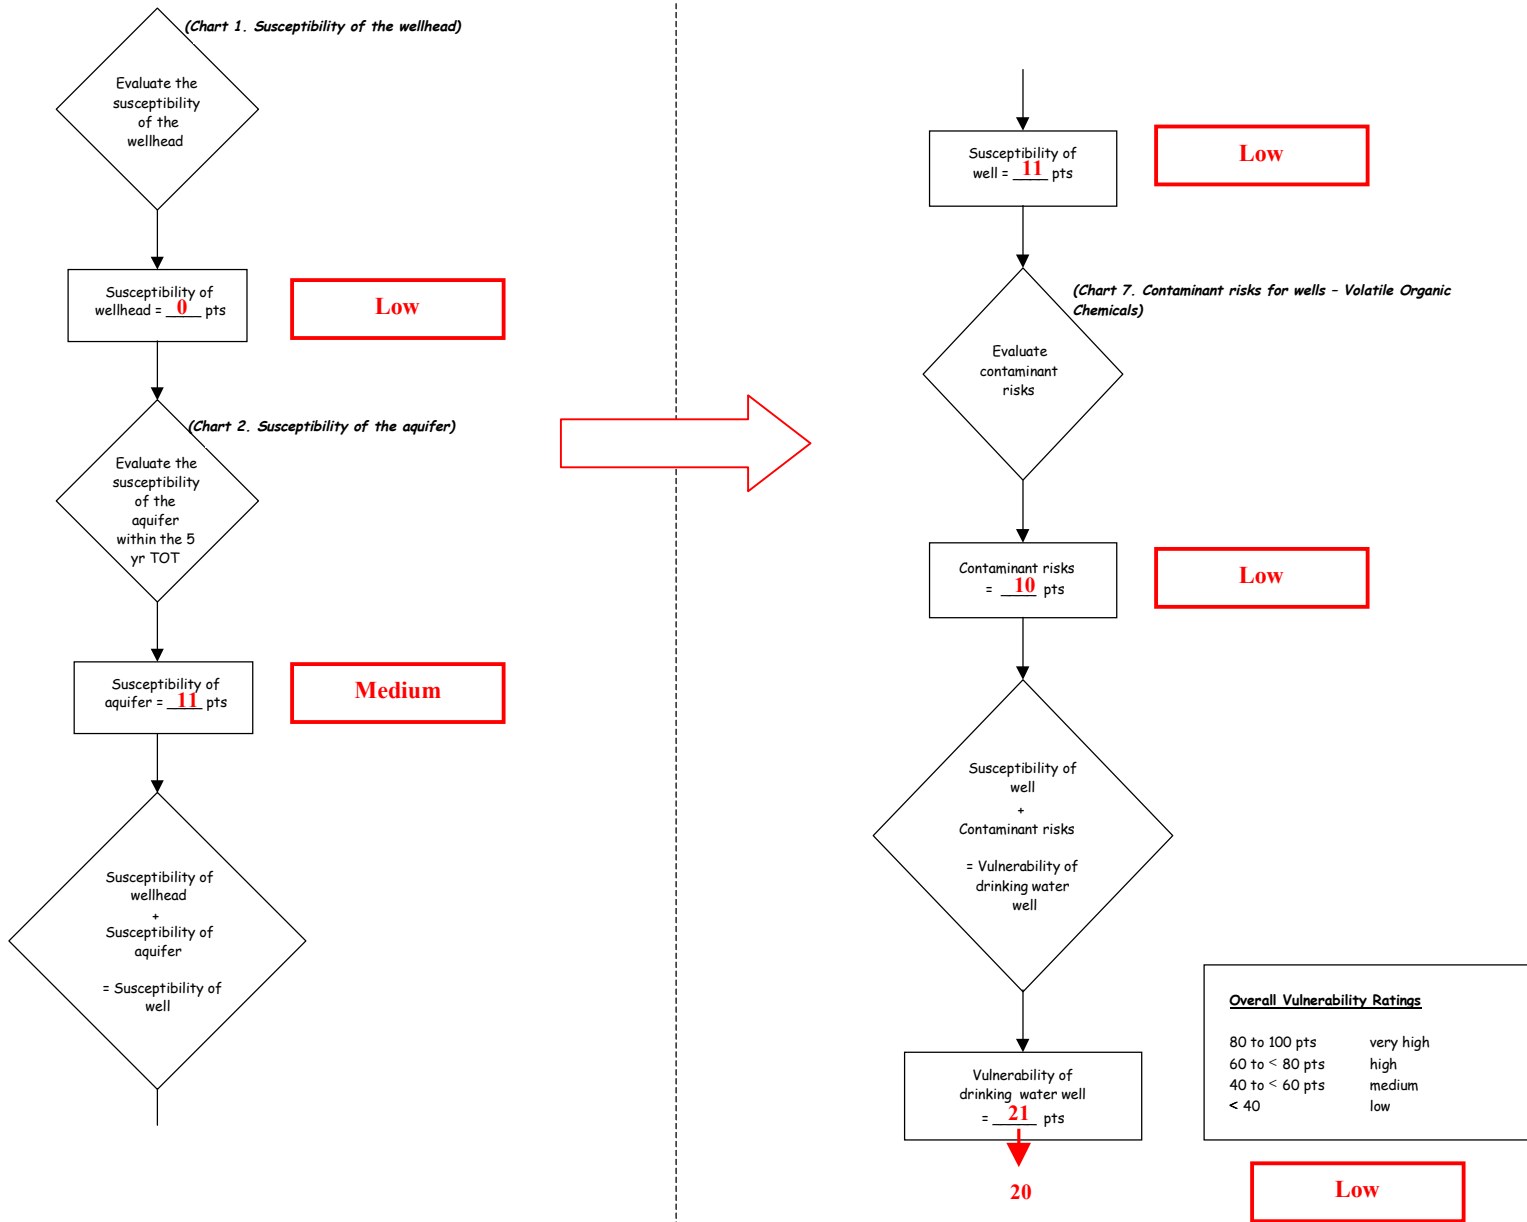 (Chart 1. Susceptibility of the wellhead)
Evaluate the
susceptibility
of the
wellhead
Susceptibility of
wellhead = 0 pts
Low
(Chart 2. Susceptibility of the aquifer)
Evaluate the
susceptibility
of the
aquifer
within the 5
yr TOT
Susceptibility of
aquifer = 11 pts
Medium
Susceptibility of
wellhead
+
Susceptibility of
aquifer
= Susceptibility of
well
Susceptibility of
well = 11 pts
Low
(Chart 7. Contaminant risks for wells – Volatile Organic
Chemicals)
Evaluate
contaminant
risks
Contaminant risks
= 10 pts
Low
Susceptibility of
well
+
Contaminant risks
= Vulnerability of
drinking water
well
Vulnerability of
drinking water well
= 21 pts
20
Overall Vulnerability Ratings
80 to 100 pts very high
60 to < 80 pts high
40 to < 60 pts medium
< 40 low
Low